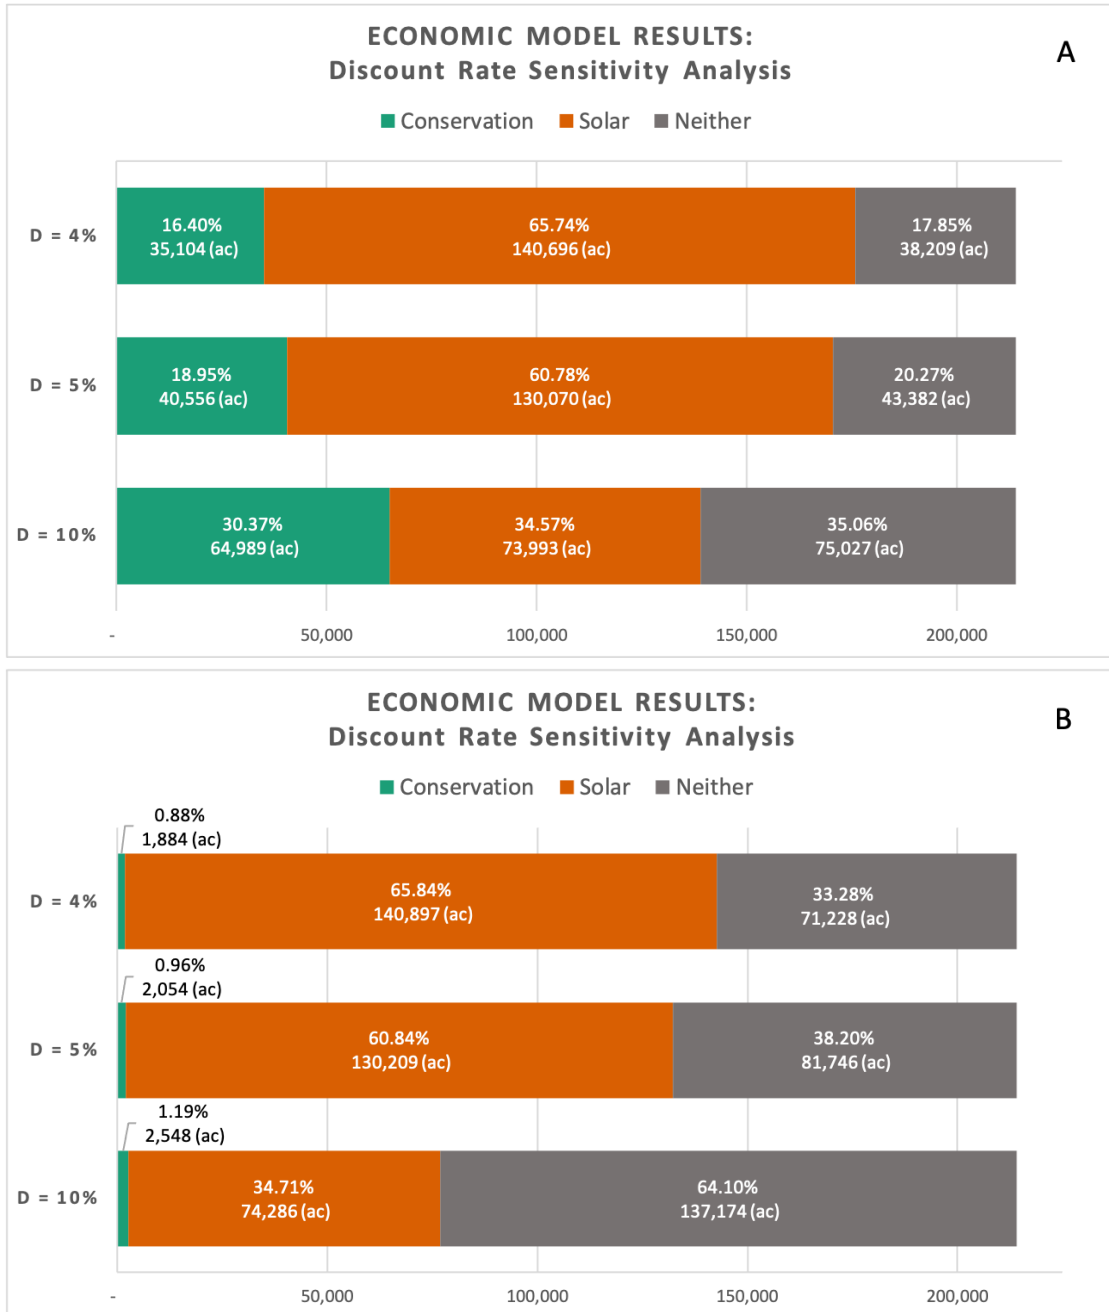 ECONOMIC MODEL RESULTS:
Discount Rate Sensitivity Analysis
A
Conservation Solar Neither
D = 4%
16.40%
35,104 (ac)
65.74%
140,696 (ac)
17.85%
38,209 (ac)
D = 5%
18.95%
40,556 (ac)
60.78%
130,070 (ac)
20.27%
43,382 (ac)
D = 10%
30.37%
64,989 (ac)
34.57%
73,993 (ac)
35.06%
75,027 (ac)
- 50,000 100,000 150,000 200,000
ECONOMIC MODEL RESULTS:
Discount Rate Sensitivity Analysis
B
Conservation Solar Neither
D = 4%
0.88%
1,884 (ac)
65.84%
140,897 (ac)
33.28%
71,228 (ac)
D = 5%
0.96%
2,054 (ac)
60.84%
130,209 (ac)
38.20%
81,746 (ac)
D = 10%
1.19%
2,548 (ac)
34.71%
74,286 (ac)
64.10%
137,174 (ac)
- 50,000 100,000 150,000 200,000